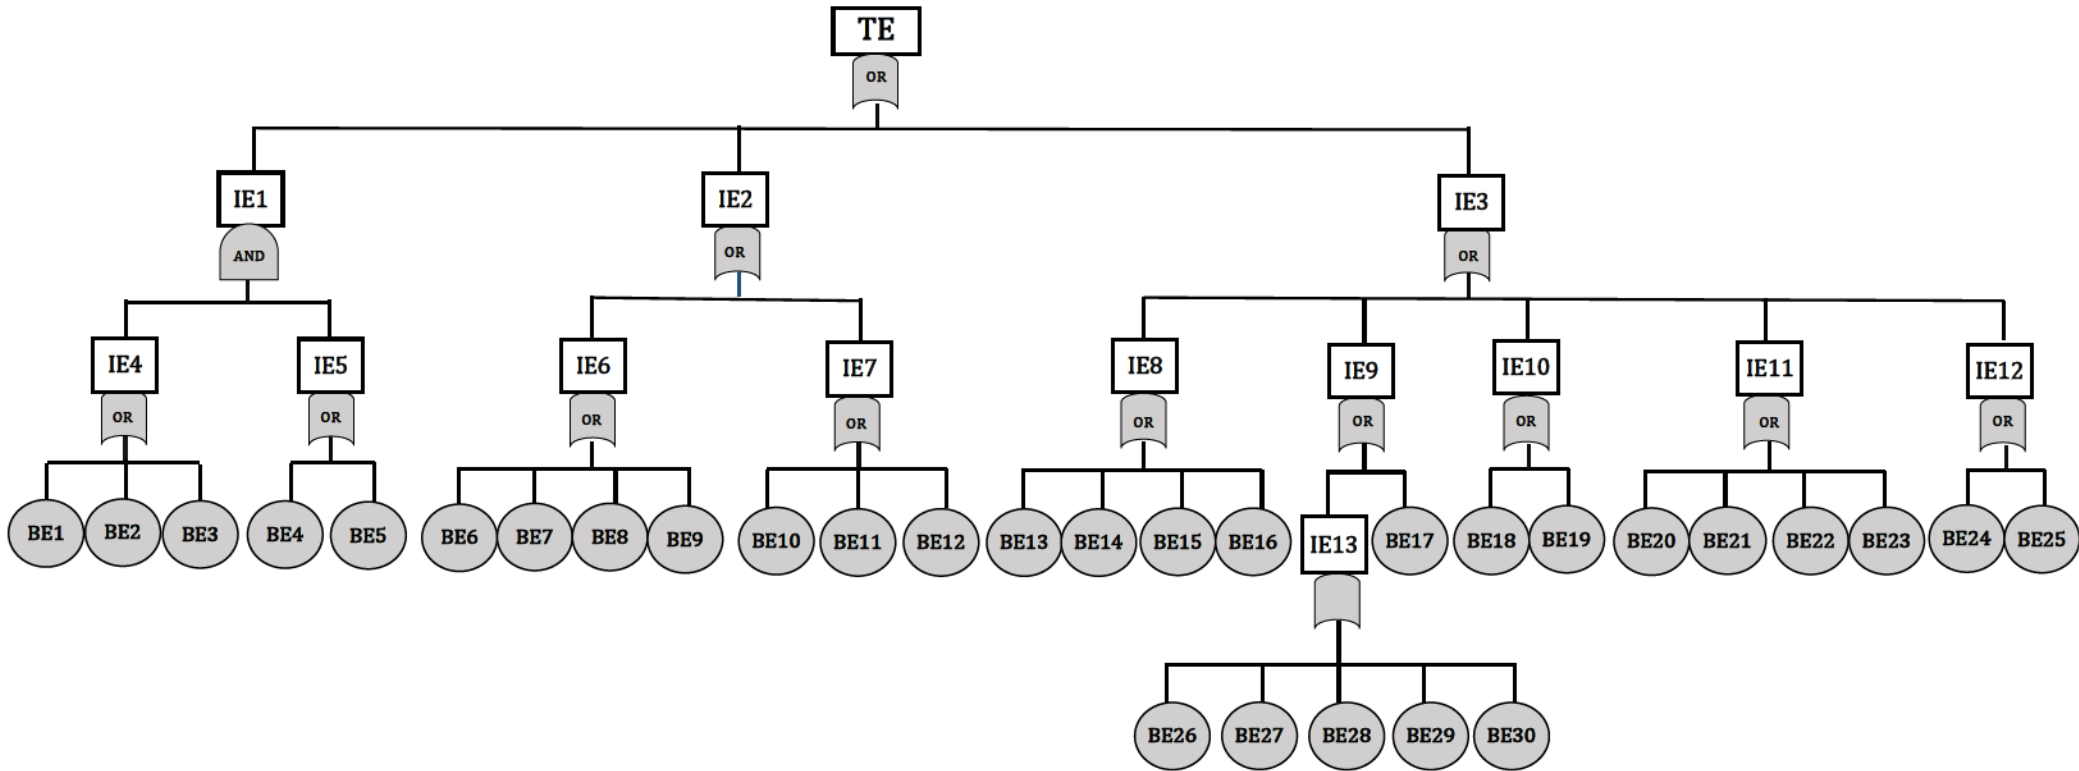 TE
OR
IE1
IE2
IE3
AND
OR
OR
IE4
IE5
IE6
IE7
IE8
IE9
IE10
IE11
IE12
OR
OR
OR
OR
OR
OR
OR
OR
OR
BE1
BE2
BE3
BE4
BE5
BE6
BE7
BE8
BE9
BE10
BE11
BE12
BE13
BE14
BE15
BE16
IE13
BE17
BE18
BE19
BE20
BE21
BE22
BE23
BE24
BE25
BE26
BE27
BE28
BE29
BE30